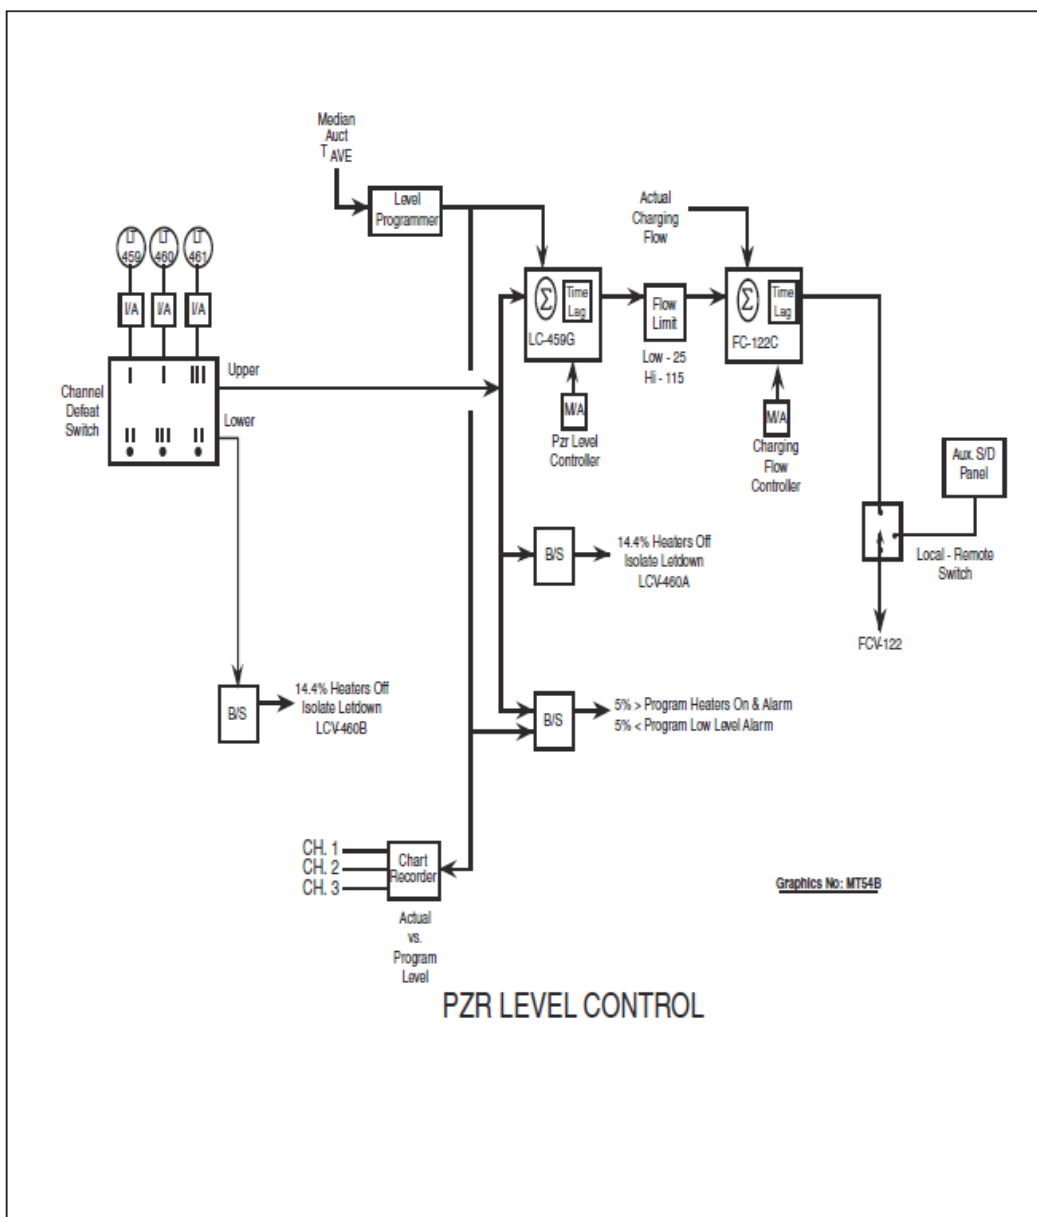 Median
Auct
T AVE
Level
Programmer
Actual
Charging
Flow
LT
459
LT
460
LT
461
I/A
I/A
I/A
Σ
Time
Lag
LC-459G
Flow
Limit
Low - 25
Hi - 115
Σ
Time
Lag
FC-122C
Channel
Defeat
Switch
I
I
III
II
III
II
Upper
Lower
M/A
Pzr Level
Controller
M/A
Charging
Flow
Controller
Aux. S/D
Panel
Local - Remote
Switch
FCV-122
B/S
14.4% Heaters Off
Isolate Letdown
LCV-460A
B/S
14.4% Heaters Off
Isolate Letdown
LCV-460B
B/S
5% > Program Heaters On & Alarm
5% < Program Low Level Alarm
CH. 1
CH. 2
CH. 3
Chart
Recorder
Actual
vs.
Program
Level
Graphics No: MT54B
PZR LEVEL CONTROL